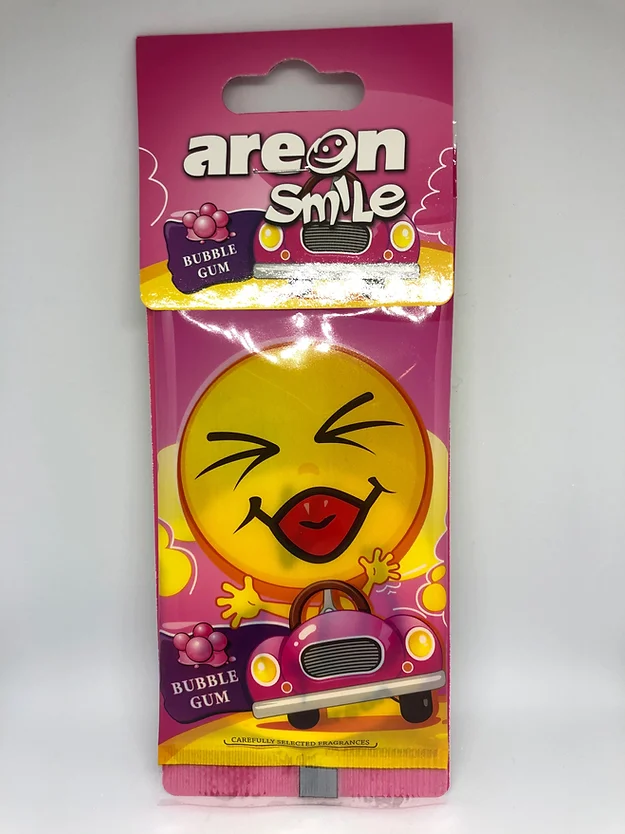 areon
Smile
BUBBLE
GUM
BUBBLE
GUM
CAREFULLY SELECTED FRAGRANCES